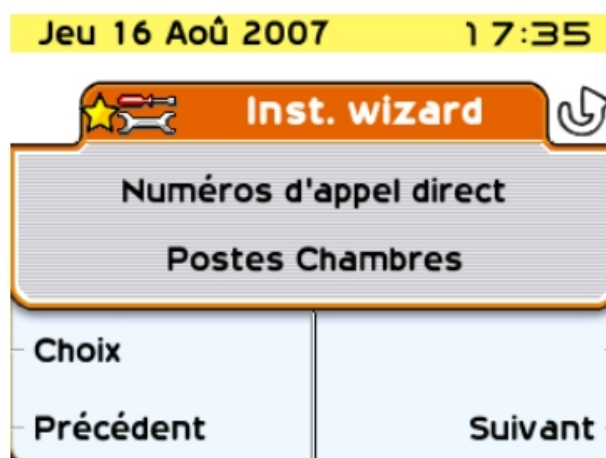 Jeu 16 Aoû 2007 17:35
Inst. wizard
Numéros d'appel direct
Postes Chambres
Choix
Précédent Suivant